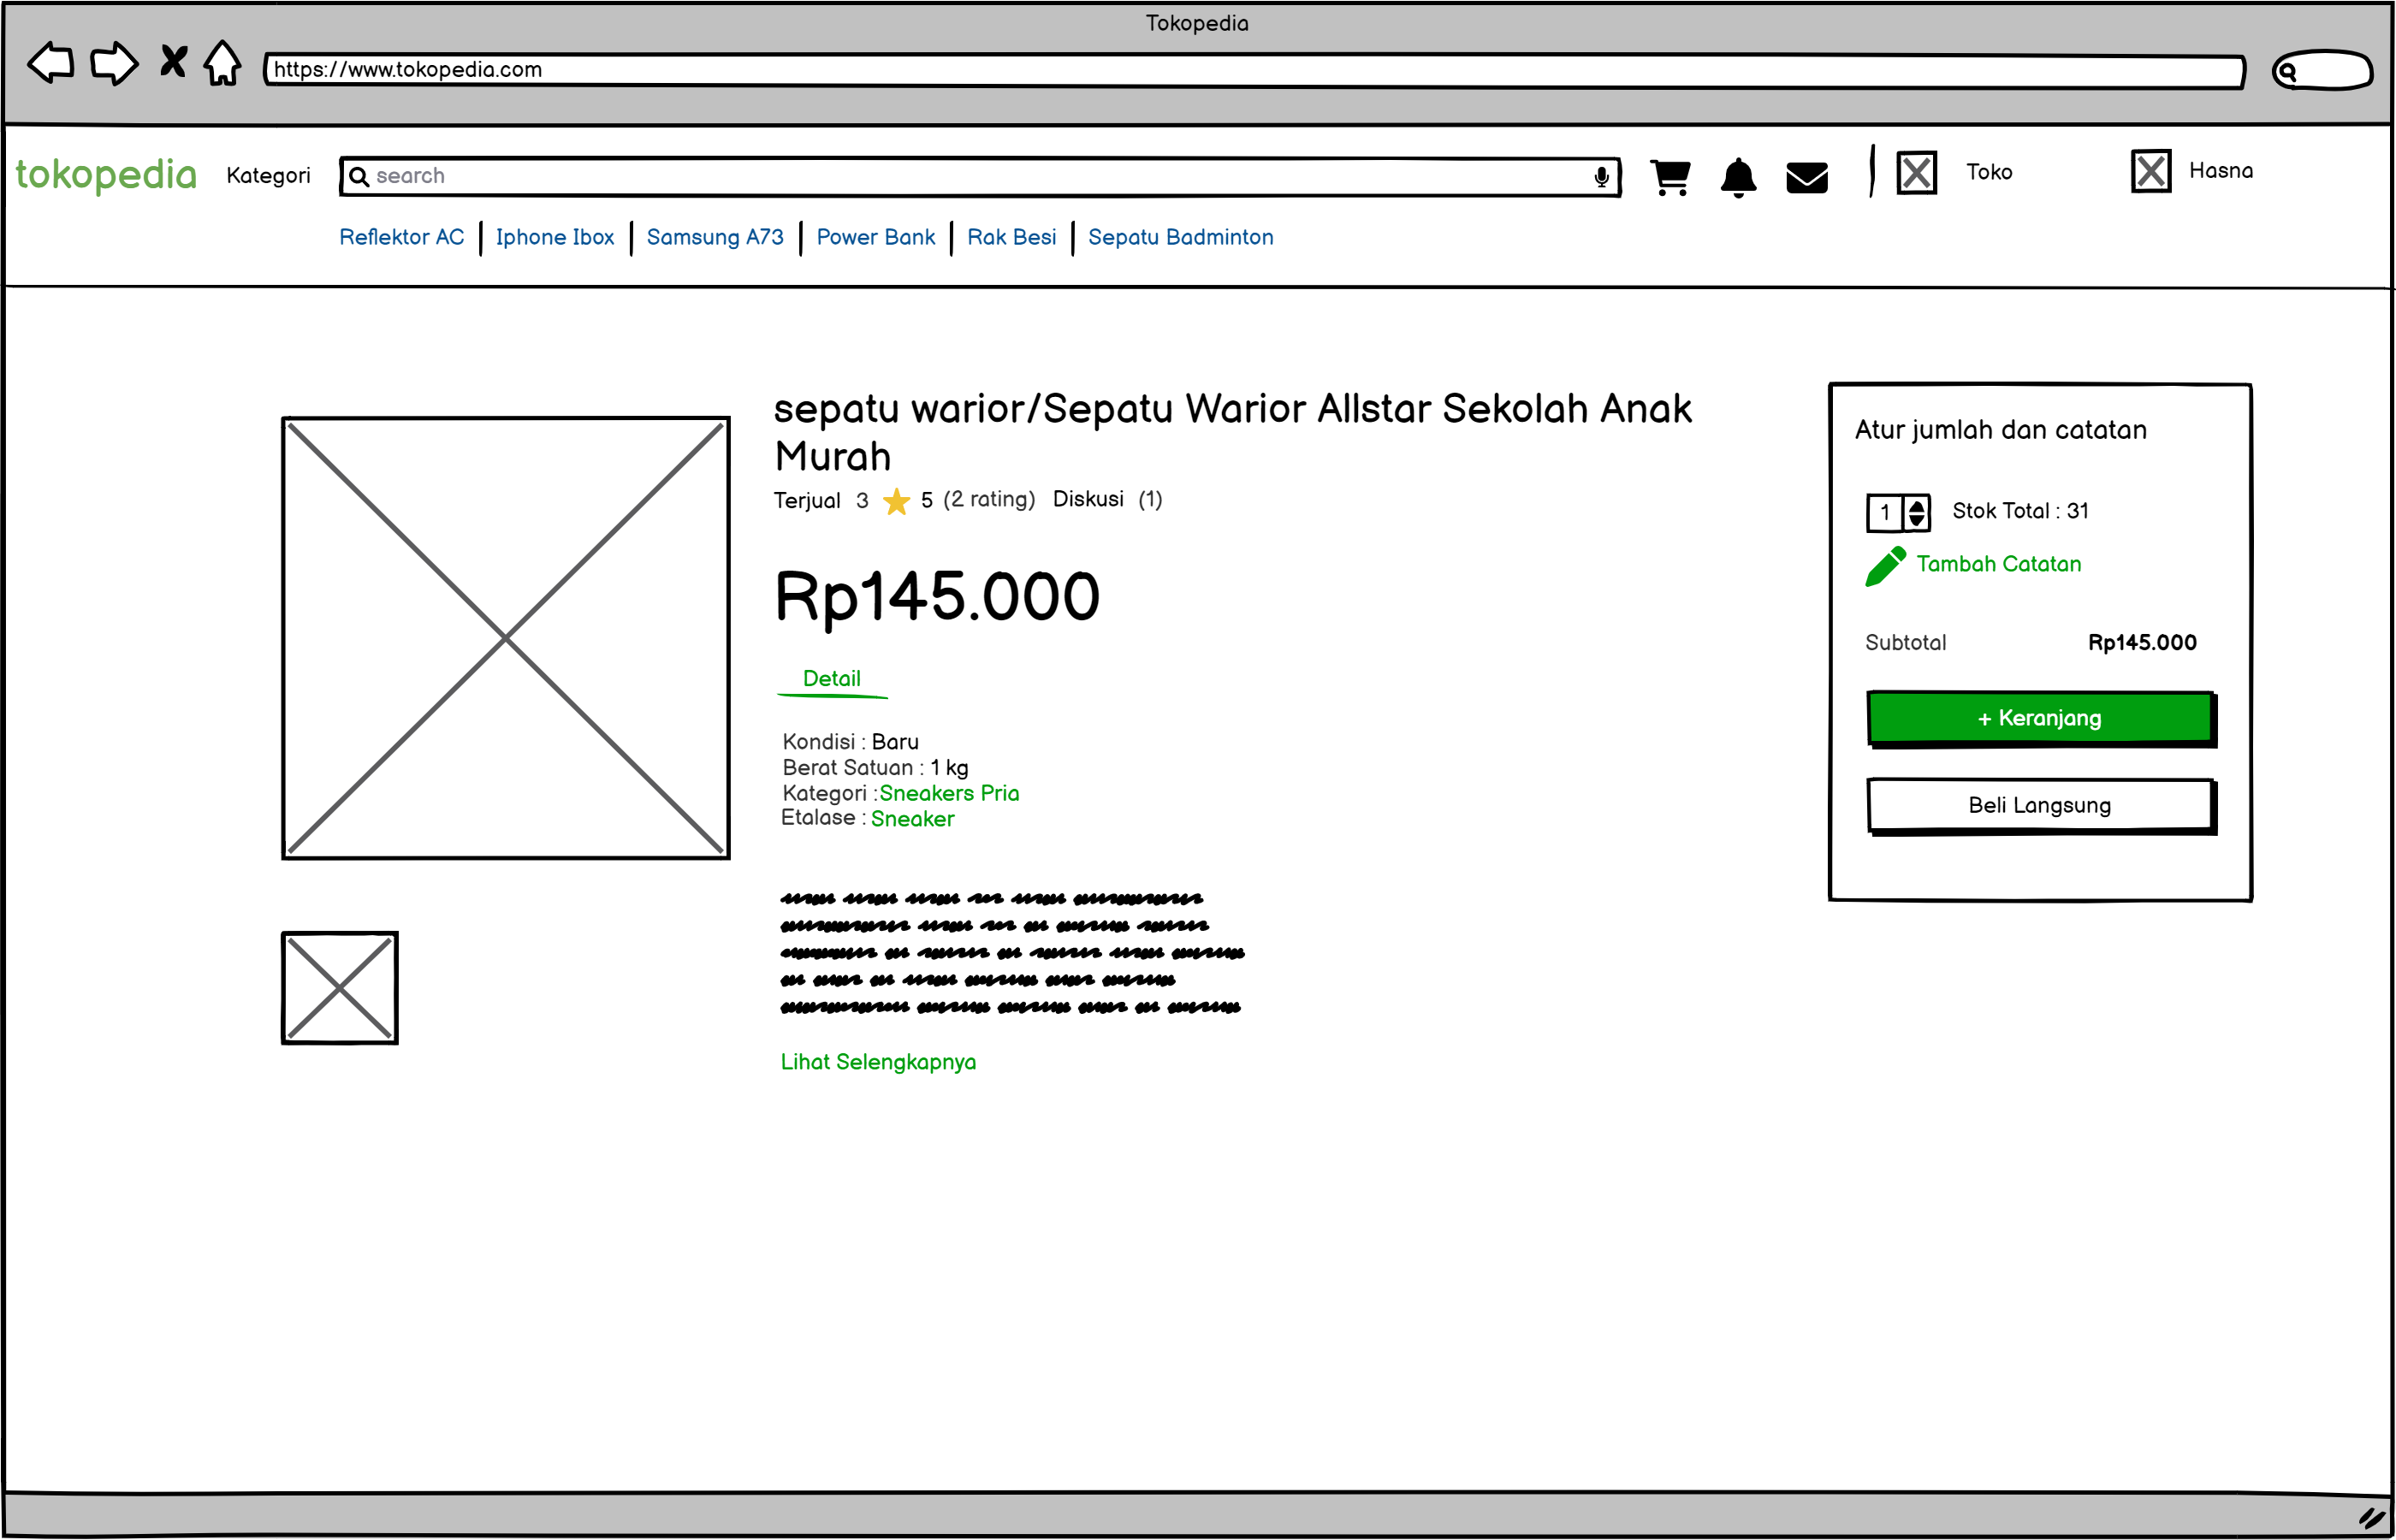 Tokopedia
https://www.tokopedia.com
tokopedia Kategori search Toko Hasna
Reflektor AC Iphone Ibox Samsung A73 Power Bank Rak Besi Sepatu Badminton
sepatu warior/Sepatu Warior Allstar Sekolah Anak
Murah
Terjual 3 5 (2 rating) Diskusi (1)
Rp145.000
Detail
Kondisi : Baru
Berat Satuan : 1 kg
Kategori :Sneakers Pria
Etalase : Sneaker
Lihat Selengkapnya
Atur jumlah dan catatan
1 Stok Total : 31
Tambah Catatan
Subtotal Rp145.000
+ Keranjang
Beli Langsung